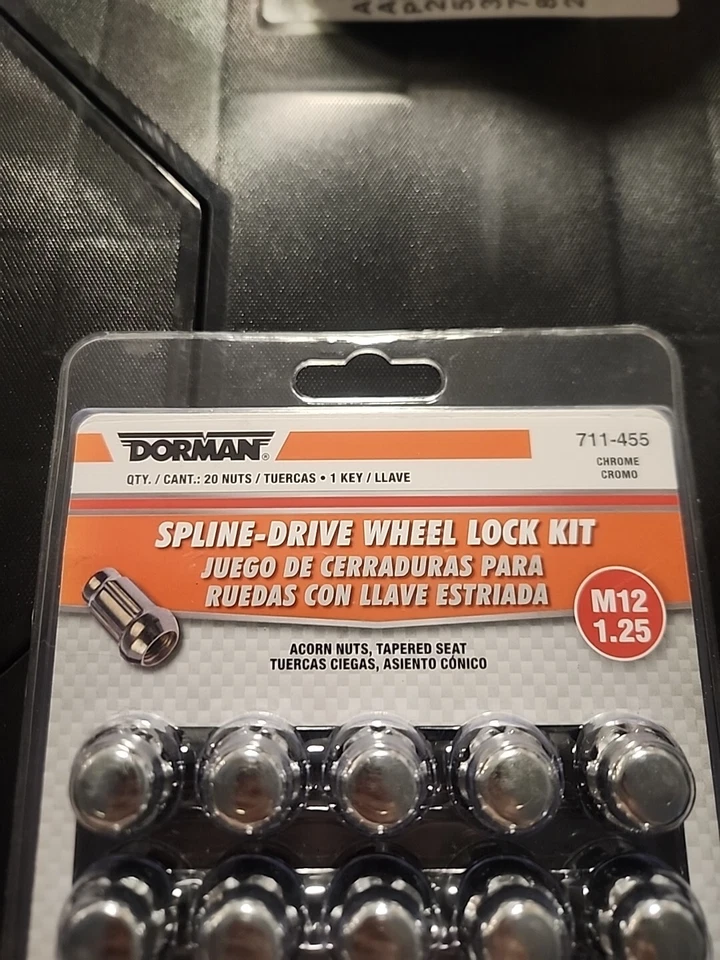 AAP253782
DORMAN®
711-455
CHROME
CROMO
QTY. / CANT.: 20 NUTS / TUERCAS • 1 KEY / LLAVE
SPLINE-DRIVE WHEEL LOCK KIT
JUEGO DE CERRADURAS PARA
RUEDAS CON LLAVE ESTRIADA
M12
1.25
ACORN NUTS, TAPERED SEAT
TUERCAS CIEGAS, ASIENTO CÓNICO